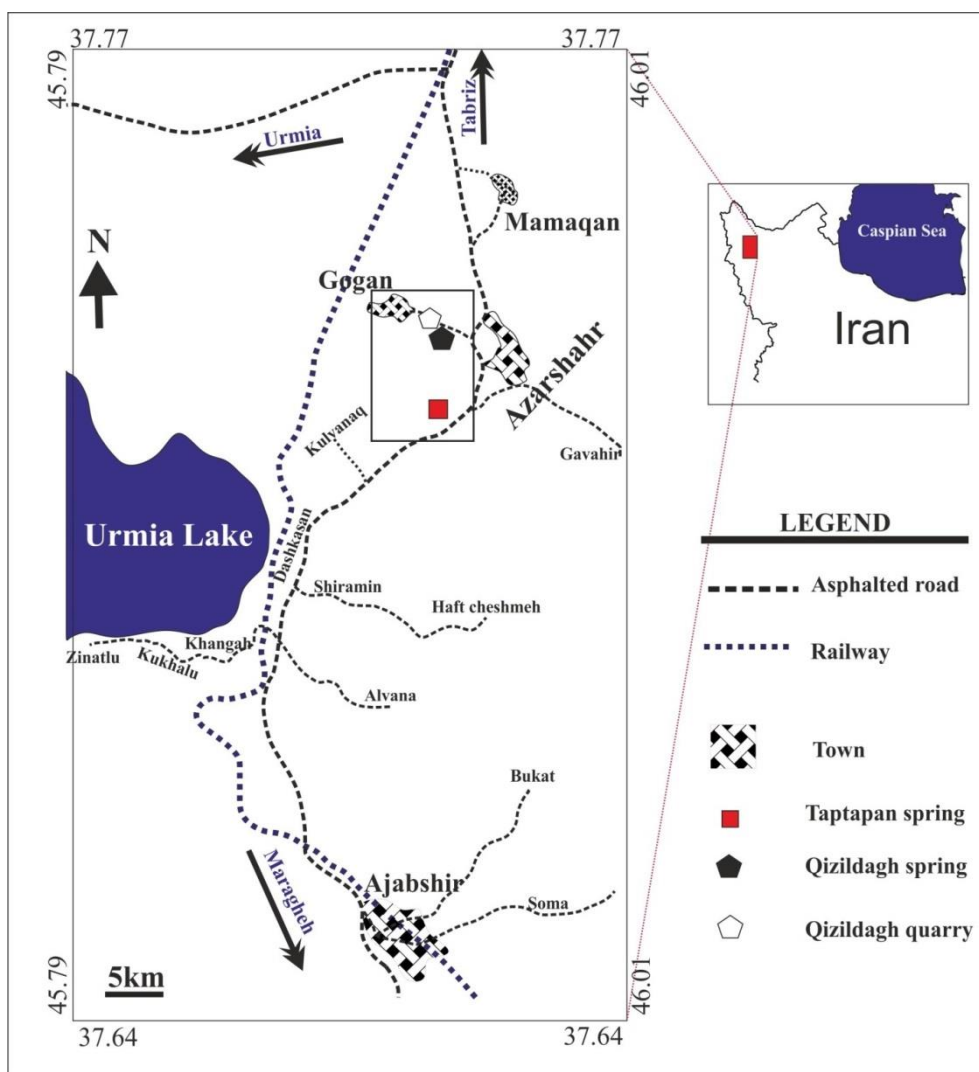 37.77
37.77
45.79
46.01
Urmia
Tabriz
Mamaqan
N
Gogan
Azarshahr
Kulyanaq
Gavahir
Urmia Lake
Dashkasan
Shiramin
Haft cheshmeh
Khangah
Zinatlu
Kukhalu
Alvana
Bukat
Maragheh
Ajabshir
Soma
5km
45.79
46.01
37.64
37.64
Caspian Sea
Iran
LEGEND
Asphalted road
Railway
Town
Taptapan spring
Qizildagh spring
Qizildagh quarry